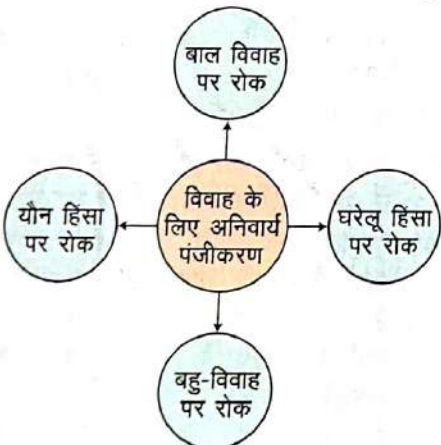 बाल विवाह
पर रोक
यौन हिंसा
पर रोक
विवाह के
लिए अनिवार्य
पंजीकरण
घरेलू हिंसा
पर रोक
बहु-विवाह
पर रोक